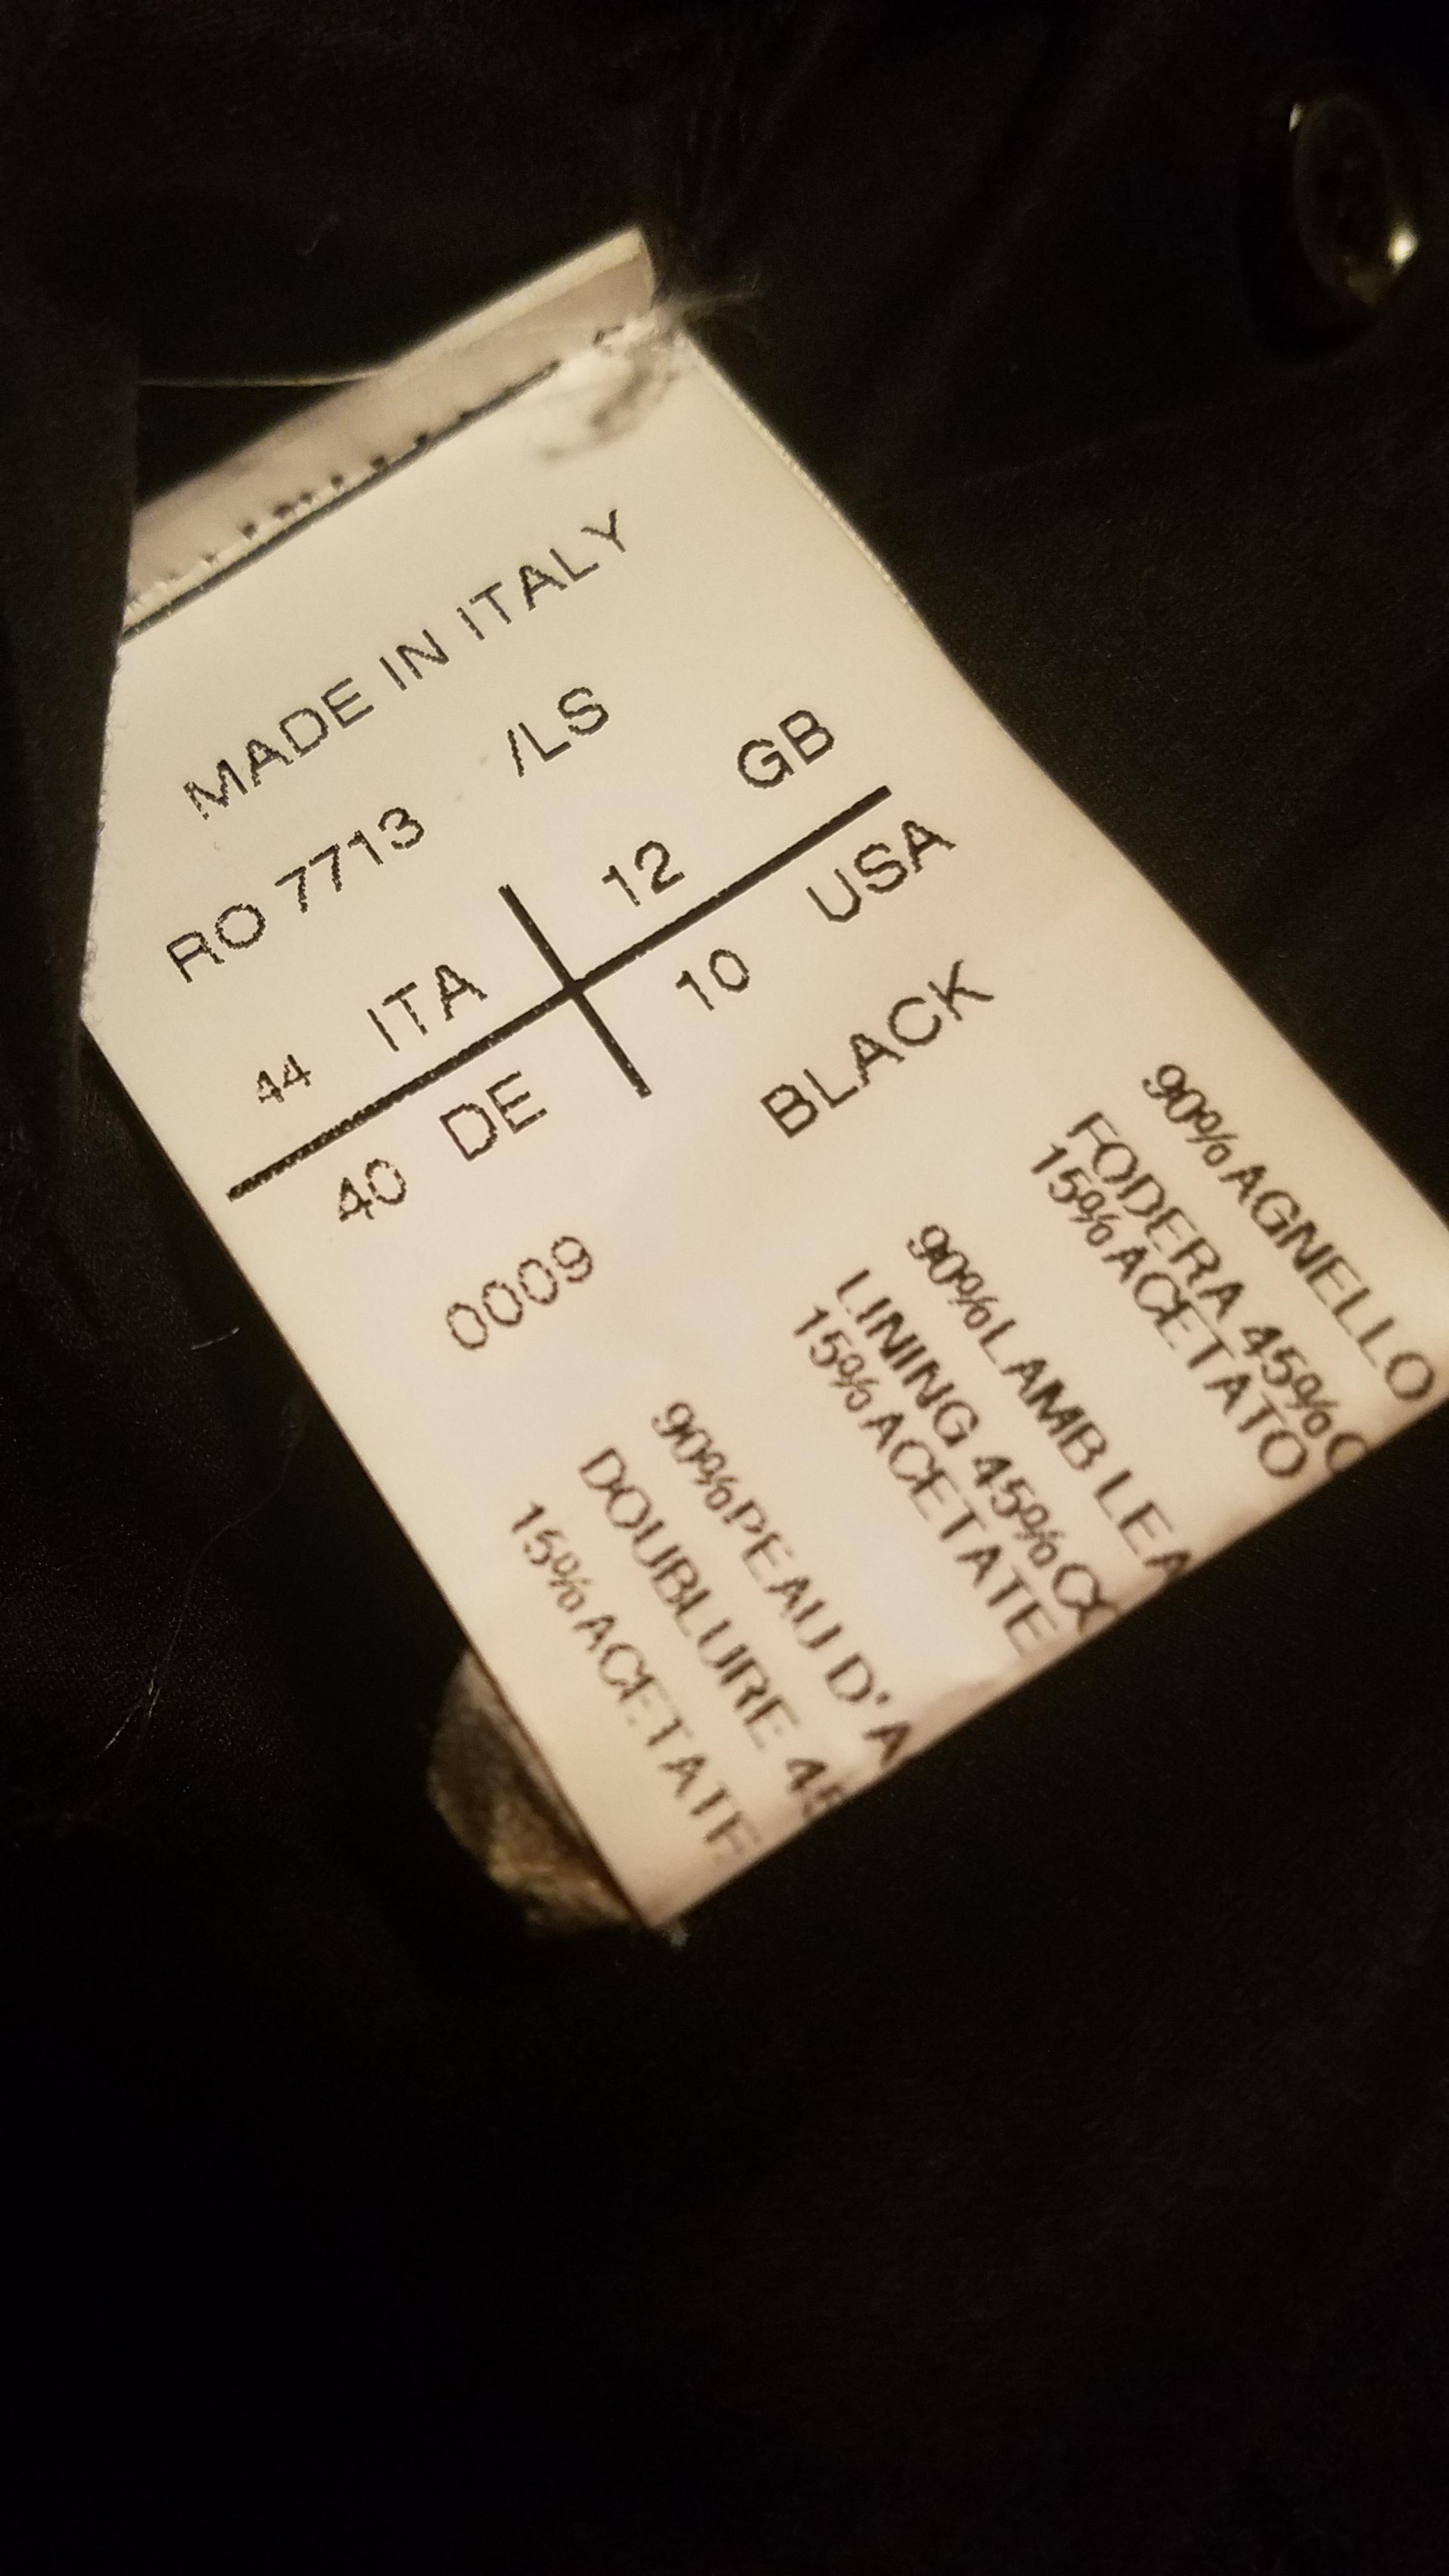 MADE IN ITALY
RO 7713 /LS
44 ITA 12 GB
40 DE 10 USA
0009 BLACK
90% AGNELLO
FODERA 45%
15% ACETATO
90% LAMB
LINING 45%
15% ACETATE
90% PEAU
DOUBLURE
15% ACETATE